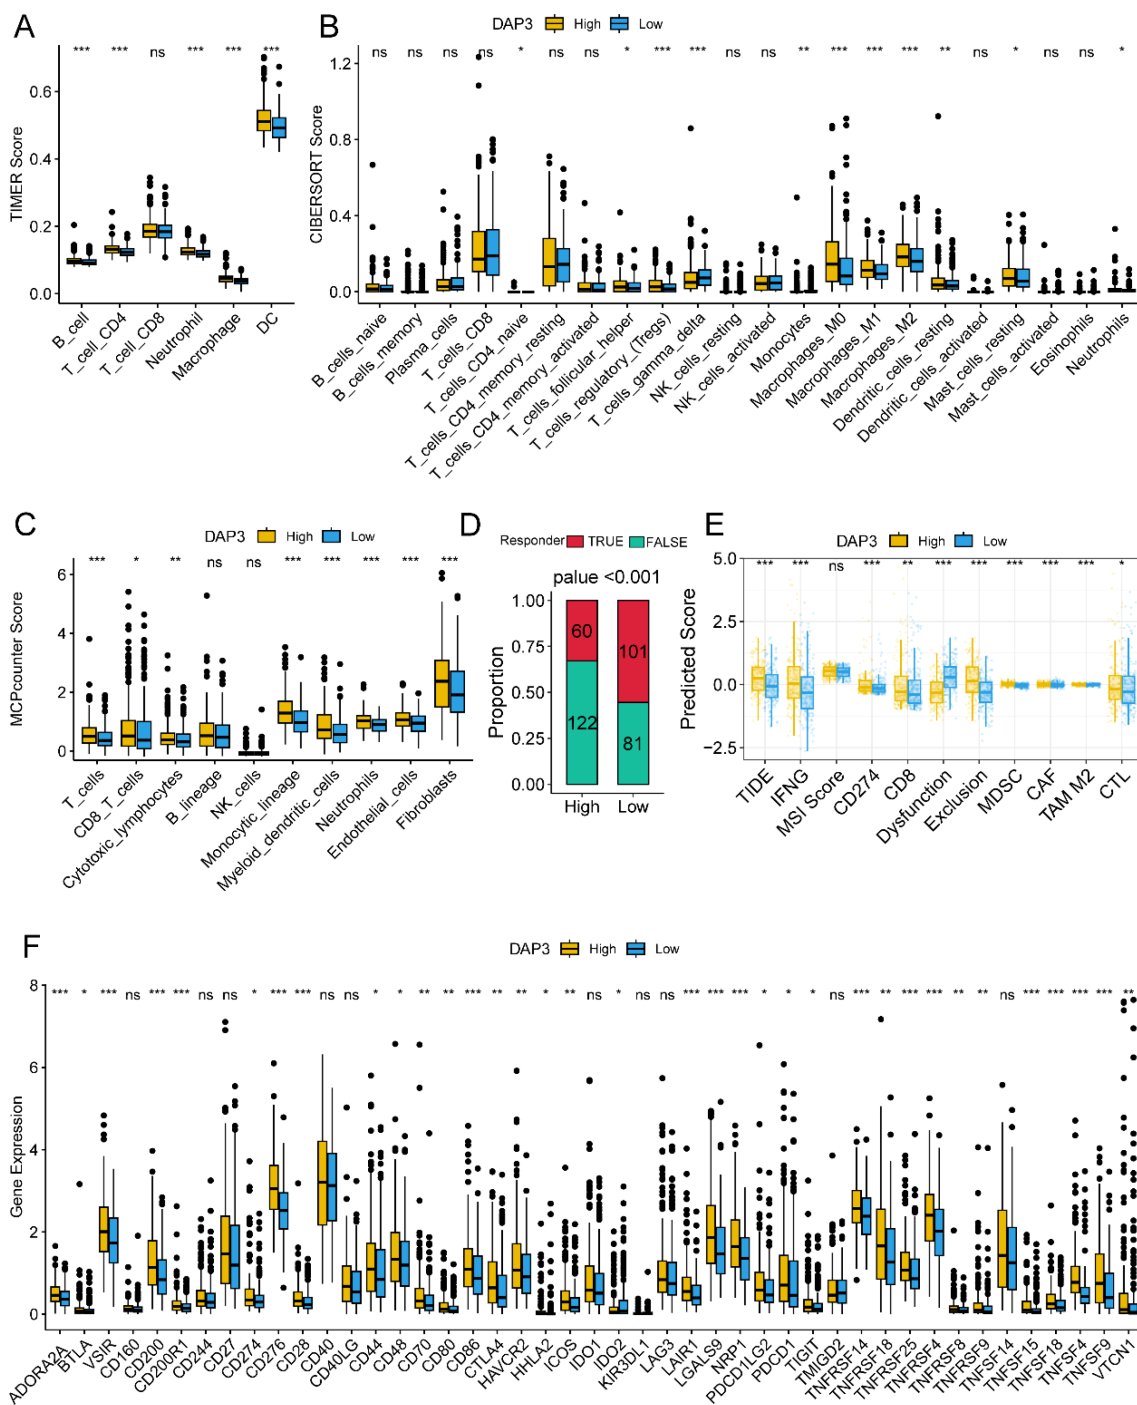 A
*** *** ns *** *** ***
TIMER Score
0.6
0.4
0.2
0.0
B_cell
T_cell_CD4
T_cell_CD8
Neutrophil
Macrophage
DC
B
DAP3 High Low
ns ns ns ns * ns ns * *** *** ns ns ** *** *** *** ** ns * ns ns *
CIBERSORT Score
1.2
0.8
0.4
0.0
B_cells_naive
B_cells_memory
Plasma_cells
T_cells_CD8
T_cells_CD4_naive
T_cells_CD4_memory_resting
T_cells_CD4_memory_activated
T_cells_follicular_helper
T_cells_regulatory_(Tregs)
T_cells_gamma_delta
NK_cells_resting
NK_cells_activated
Monocytes
Macrophages_M0
Macrophages_M1
Macrophages_M2
Dendritic_cells_resting
Dendritic_cells_activated
Mast_cells_resting
Mast_cells_activated
Eosinophils
Neutrophils
C
DAP3 High Low
*** * ** ns ns *** *** *** *** ***
MCPcounter Score
6
4
2
0
T_cells
CD8_T_cells
Cytotoxic_lymphocytes
B_lineage
NK_cells
Monocytic_lineage
Myeloid_dendritic_cells
Neutrophils
Endothelial_cells
Fibroblasts
D
Responder TRUE FALSE
palue <0.001
Proportion
1.00
0.75
0.50
0.25
0.00
60
122
101
81
High Low
E
DAP3 High Low
*** *** ns *** ** *** *** *** *** *** *
Predicted Score
5.0
2.5
0.0
−2.5
TIDE
IFNG
MSI Score
CD274
CD8
Dysfunction
Exclusion
MDSC
CAF
TAM M2
CTL
F
DAP3 High Low
*** * *** ns *** *** ns ns * *** *** ns ns * * ** ** *** ** ** * ** ns * ns ns *** *** *** * * * ns *** ** ** *** ** ** ns *** *** *** *** **
Gene Expression
8
6
4
2
0
ADORA2A
BTLA
VSIR
CD160
CD200
CD200R1
CD244
CD27
CD274
CD276
CD28
CD40
CD40LG
CD44
CD48
CD70
CD80
CD86
CTLA4
HAVCR2
HHLA2
ICOS
IDO1
IDO2
KIR3DL1
LAG3
LAIR1
LGALS9
NRP1
PDCD1LG2
PDCD1
TIGIT
TMIGD2
TNFRSF14
TNFRSF18
TNFRSF25
TNFRSF4
TNFRSF8
TNFRSF9
TNFSF14
TNFSF15
TNFSF18
TNFSF4
TNFSF9
VTCN1